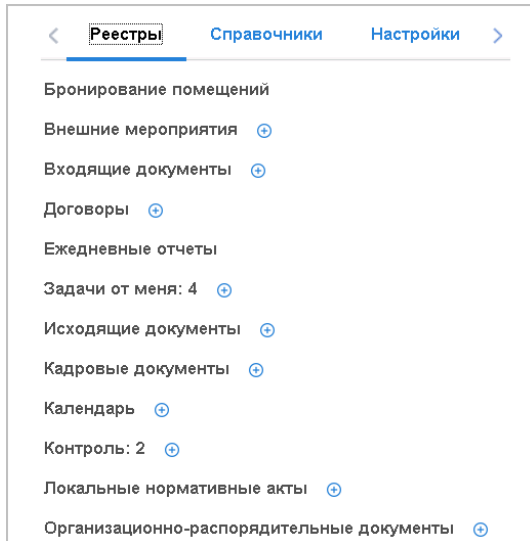 Реестры Справочники Настройки
Бронирование помещений
Внешние мероприятия
Входящие документы
Договоры
Ежедневные отчеты
Задачи от меня: 4
Исходящие документы
Кадровые документы
Календарь
Контроль: 2
Локальные нормативные акты
Организационно-распорядительные документы